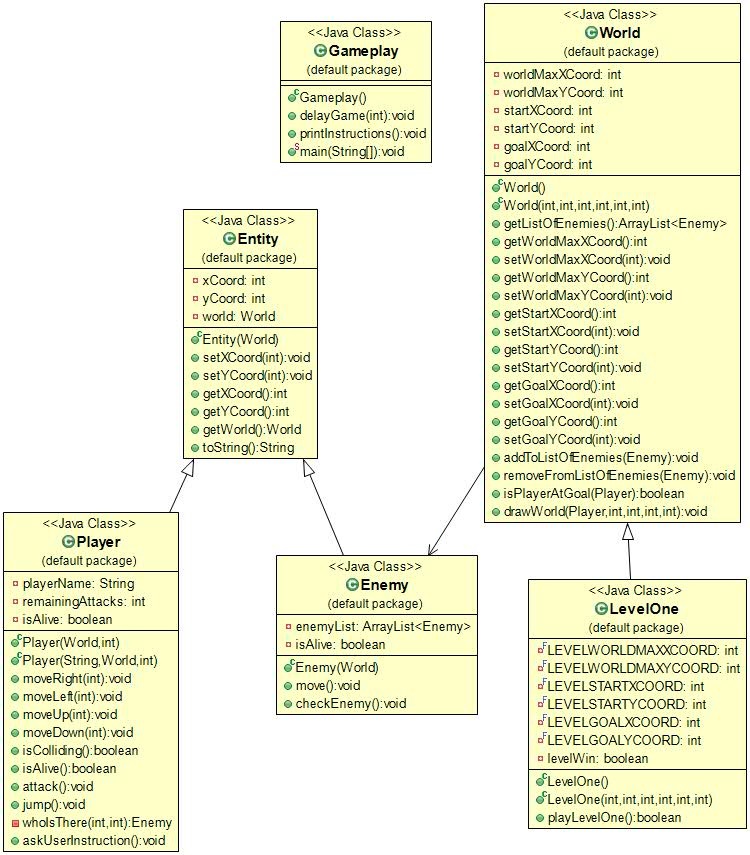 <<Java Class>>
Gameplay
(default package)
Gameplay()
delayGame(int):void
printInstructions():void
main(String[]):void
<<Java Class>>
World
(default package)
worldMaxXCoord: int
worldMaxYCoord: int
startXCoord: int
startYCoord: int
goalXCoord: int
goalYCoord: int
World()
World(int,int,int,int,int,int)
getListOfEnemies():ArrayList<Enemy>
getWorldMaxXCoord():int
setWorldMaxXCoord(int):void
getWorldMaxYCoord():int
setWorldMaxYCoord(int):void
getStartXCoord():int
setStartXCoord(int):void
getStartYCoord():int
setStartYCoord(int):void
getGoalXCoord():int
setGoalXCoord(int):void
getGoalYCoord():int
setGoalYCoord(int):void
addToListOfEnemies(Enemy):void
removeFromListOfEnemies(Enemy):void
isPlayerAtGoal(Player):boolean
drawWorld(Player,int,int,int,int):void
<<Java Class>>
Entity
(default package)
xCoord: int
yCoord: int
world: World
Entity(World)
setXCoord(int):void
setYCoord(int):void
getXCoord():int
getYCoord():int
getWorld():World
toString():String
<<Java Class>>
Player
(default package)
playerName: String
remainingAttacks: int
isAlive: boolean
Player(World,int)
Player(String,World,int)
moveRight(int):void
moveLeft(int):void
moveUp(int):void
moveDown(int):void
isColliding():boolean
isAlive():boolean
attack():void
jump():void
whoIsThere(int,int):Enemy
askUserInstruction():void
<<Java Class>>
Enemy
(default package)
enemyList: ArrayList<Enemy>
isAlive: boolean
Enemy(World)
move():void
checkEnemy():void
<<Java Class>>
LevelOne
(default package)
LEVELWORLDMAXXCOORD: int
LEVELWORLDMAXYCOORD: int
LEVELSTARTXCOORD: int
LEVELSTARTYCOORD: int
LEVELGOALXCOORD: int
LEVELGOALYCOORD: int
levelWin: boolean
LevelOne()
LevelOne(int,int,int,int,int,int)
playLevelOne():boolean